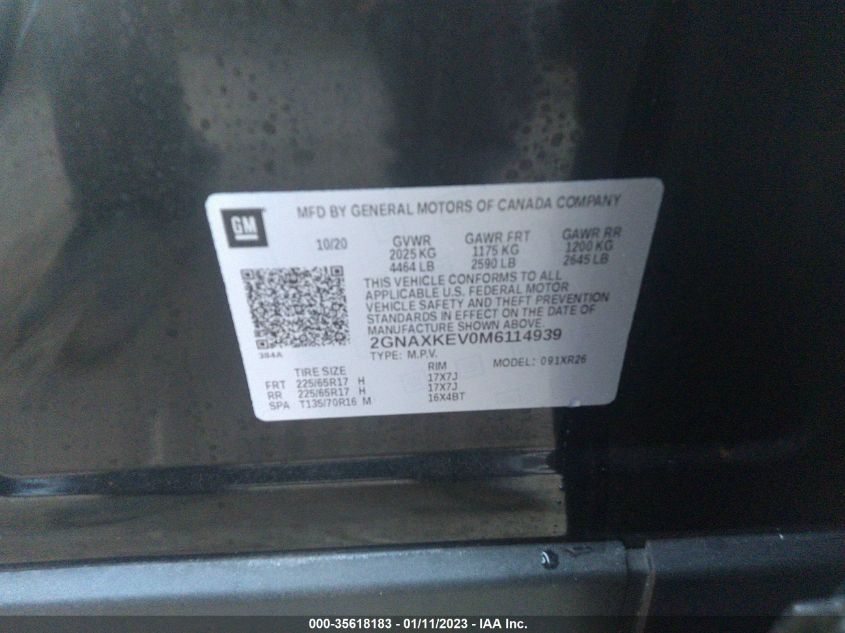 GM
MFD BY GENERAL MOTORS OF CANADA COMPANY
10/20 GVWR GAWR FRT GAWR RR
2025 KG 1175 KG 1200 KG
4464 LB 2590 LB 2645 LB
THIS VEHICLE CONFORMS TO ALL
APPLICABLE U.S. FEDERAL MOTOR
VEHICLE SAFETY AND THEFT PREVENTION
STANDARDS IN EFFECT ON THE DATE OF
MANUFACTURE SHOWN ABOVE.
2GNAXKEV0M6114939
384A
TYPE: M.P.V. MODEL: 091XR26
TIRE SIZE RIM
FRT 225/65R17 H 17X7J
RR 225/65R17 H 17X7J
SPA T135/70R16 M 16X4BT
000-35618183 - 01/11/2023 - IAA Inc.